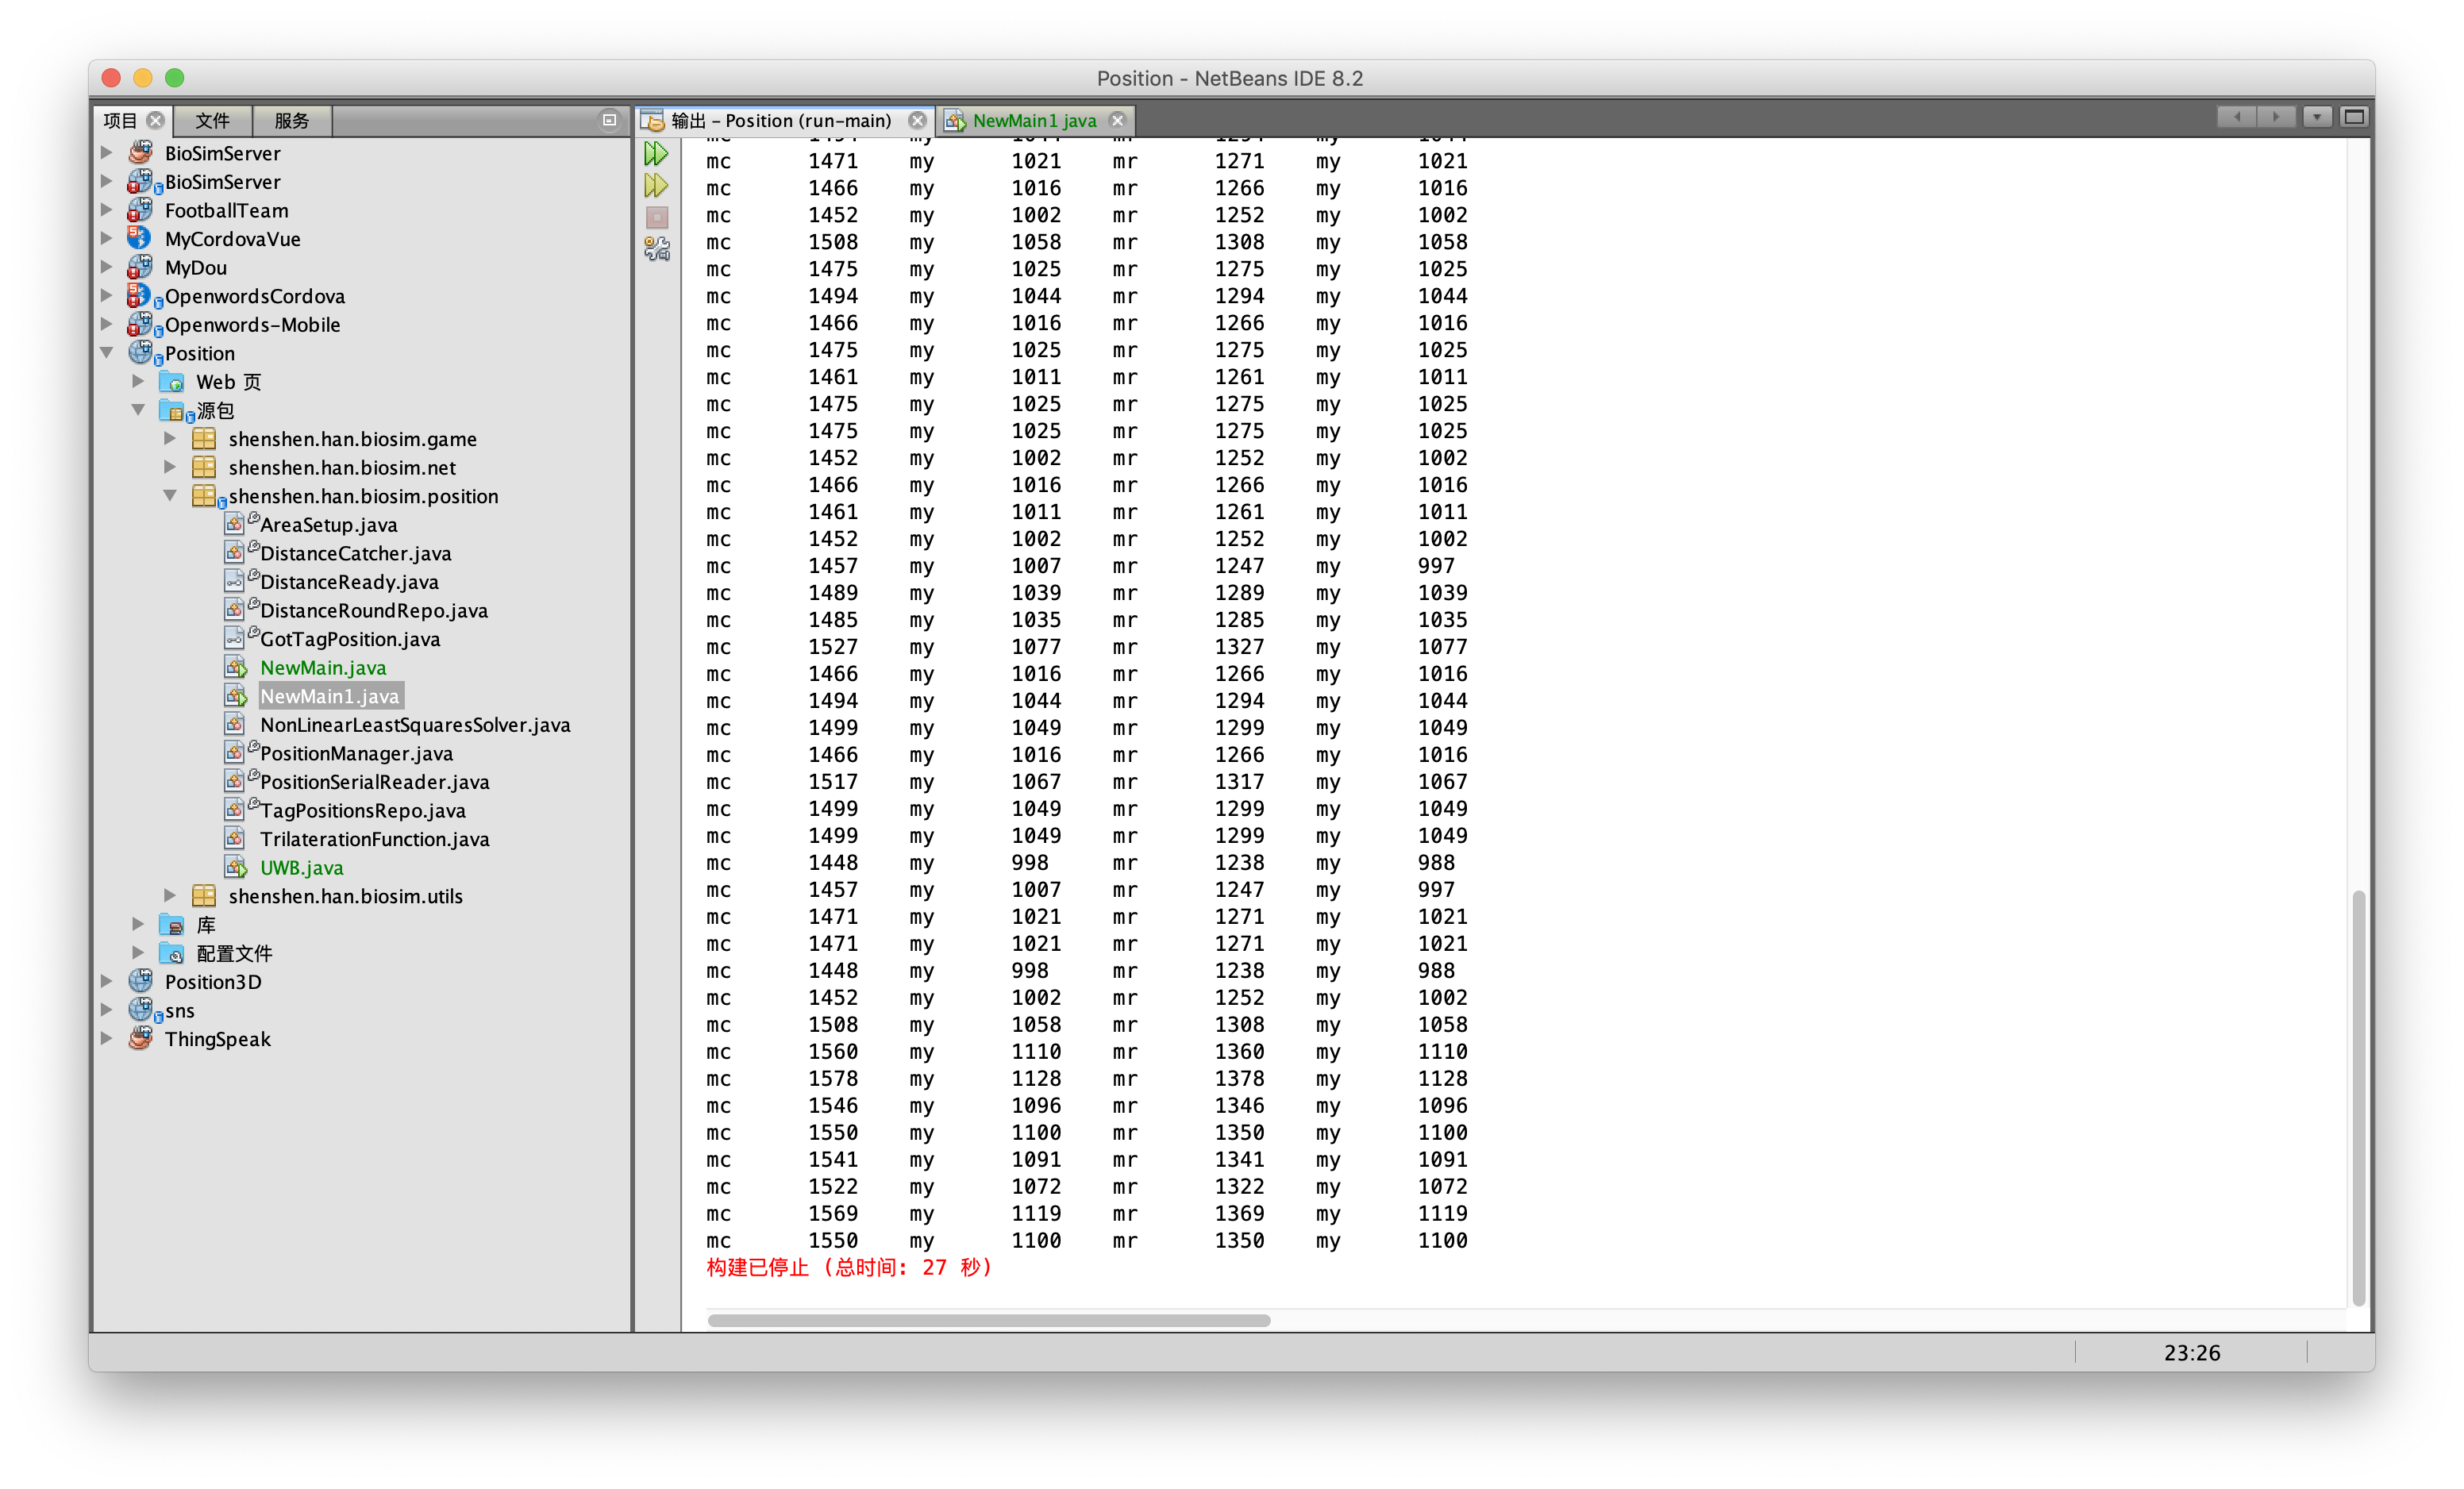 Position - NetBeans IDE 8.2
项目 文件 服务
BioSimServer
BioSimServer
FootballTeam
MyCordovaVue
MyDou
OpenwordsCordova
Openwords-Mobile
Position
Web 页
源包
shenshen.han.biosim.game
shenshen.han.biosim.net
shenshen.han.biosim.position
AreaSetup.java
DistanceCatcher.java
DistanceReady.java
DistanceRoundRepo.java
GotTagPosition.java
NewMain.java
NewMain1.java
NonLinearLeastSquaresSolver.java
PositionManager.java
PositionSerialReader.java
TagPositionsRepo.java
TrilaterationFunction.java
UWB.java
shenshen.han.biosim.utils
库
配置文件
Position3D
sns
ThingSpeak
输出 - Position (run-main) NewMain1 java
mc 1471 my 1021 mr 1271 my 1021
mc 1466 my 1016 mr 1266 my 1016
mc 1452 my 1002 mr 1252 my 1002
mc 1508 my 1058 mr 1308 my 1058
mc 1475 my 1025 mr 1275 my 1025
mc 1494 my 1044 mr 1294 my 1044
mc 1466 my 1016 mr 1266 my 1016
mc 1475 my 1025 mr 1275 my 1025
mc 1461 my 1011 mr 1261 my 1011
mc 1475 my 1025 mr 1275 my 1025
mc 1475 my 1025 mr 1275 my 1025
mc 1452 my 1002 mr 1252 my 1002
mc 1466 my 1016 mr 1266 my 1016
mc 1461 my 1011 mr 1261 my 1011
mc 1452 my 1002 mr 1252 my 1002
mc 1457 my 1007 mr 1247 my 997
mc 1489 my 1039 mr 1289 my 1039
mc 1485 my 1035 mr 1285 my 1035
mc 1527 my 1077 mr 1327 my 1077
mc 1466 my 1016 mr 1266 my 1016
mc 1494 my 1044 mr 1294 my 1044
mc 1499 my 1049 mr 1299 my 1049
mc 1466 my 1016 mr 1266 my 1016
mc 1517 my 1067 mr 1317 my 1067
mc 1499 my 1049 mr 1299 my 1049
mc 1499 my 1049 mr 1299 my 1049
mc 1448 my 998 mr 1238 my 988
mc 1457 my 1007 mr 1247 my 997
mc 1471 my 1021 mr 1271 my 1021
mc 1471 my 1021 mr 1271 my 1021
mc 1448 my 998 mr 1238 my 988
mc 1452 my 1002 mr 1252 my 1002
mc 1508 my 1058 mr 1308 my 1058
mc 1560 my 1110 mr 1360 my 1110
mc 1578 my 1128 mr 1378 my 1128
mc 1546 my 1096 mr 1346 my 1096
mc 1550 my 1100 mr 1350 my 1100
mc 1541 my 1091 mr 1341 my 1091
mc 1522 my 1072 mr 1322 my 1072
mc 1569 my 1119 mr 1369 my 1119
mc 1550 my 1100 mr 1350 my 1100
构建已停止 (总时间: 27 秒)
23:26